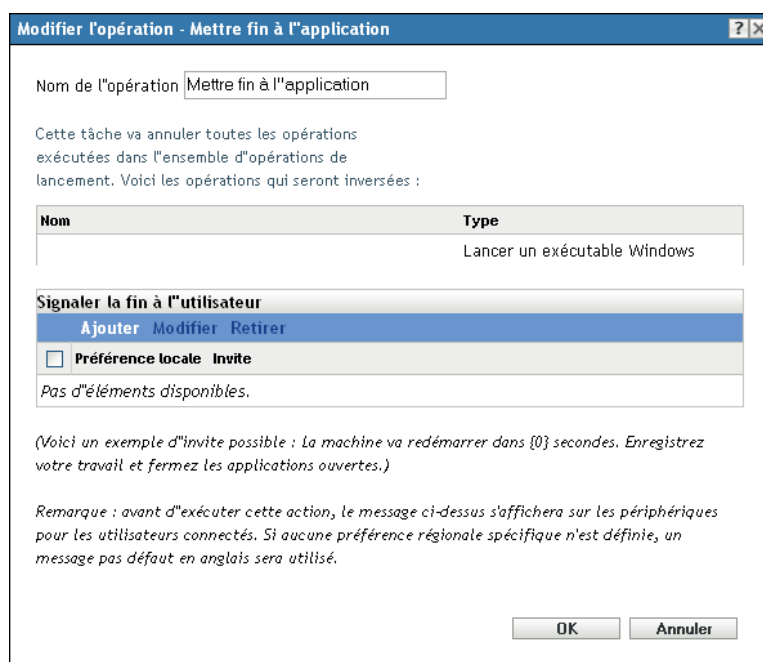 Modifier l'opération - Mettre fin à l"application
Nom de l"opération Mettre fin à l"application
Cette tâche va annuler toutes les opérations
exécutées dans l"ensemble d"opérations de
lancement. Voici les opérations qui seront inversées :
Nom Type
Lancer un exécutable Windows
Signaler la fin à l"utilisateur
Ajouter Modifier Retirer
Préférence locale Invite
Pas d"éléments disponibles.
(Voici un exemple d"invite possible : La machine va redémarrer dans {0} secondes. Enregistrez
votre travail et fermez les applications ouvertes.)
Remarque : avant d"exécuter cette action, le message ci-dessus s'affichera sur les périphériques
pour les utilisateurs connectés. Si aucune préférence régionale spécifique n'est définie, un
message pas défaut en anglais sera utilisé.
OK Annuler